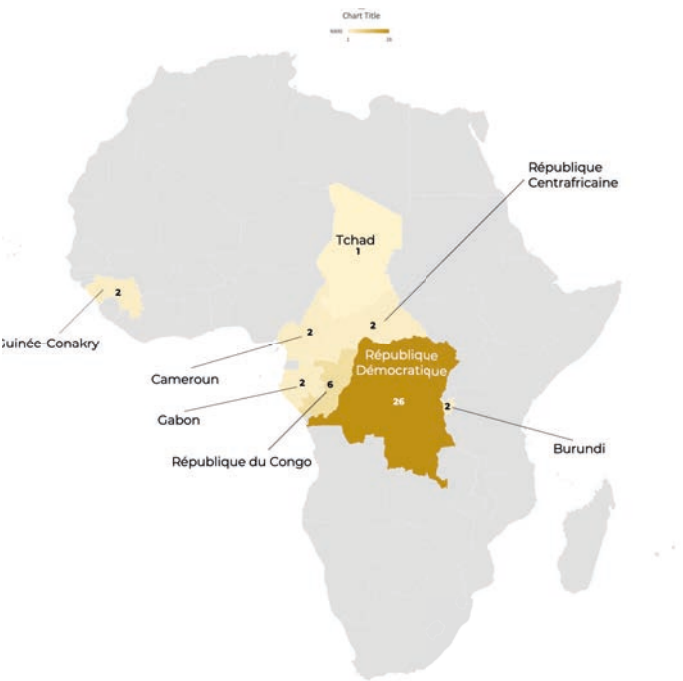 Chart Title
1
26
République
Centrafricaine
Tchad
1
2
Guinée-Conakry
2
2
République
Démocratique
Cameroun
2
6
26
2
Gabon
Burundi
République du Congo